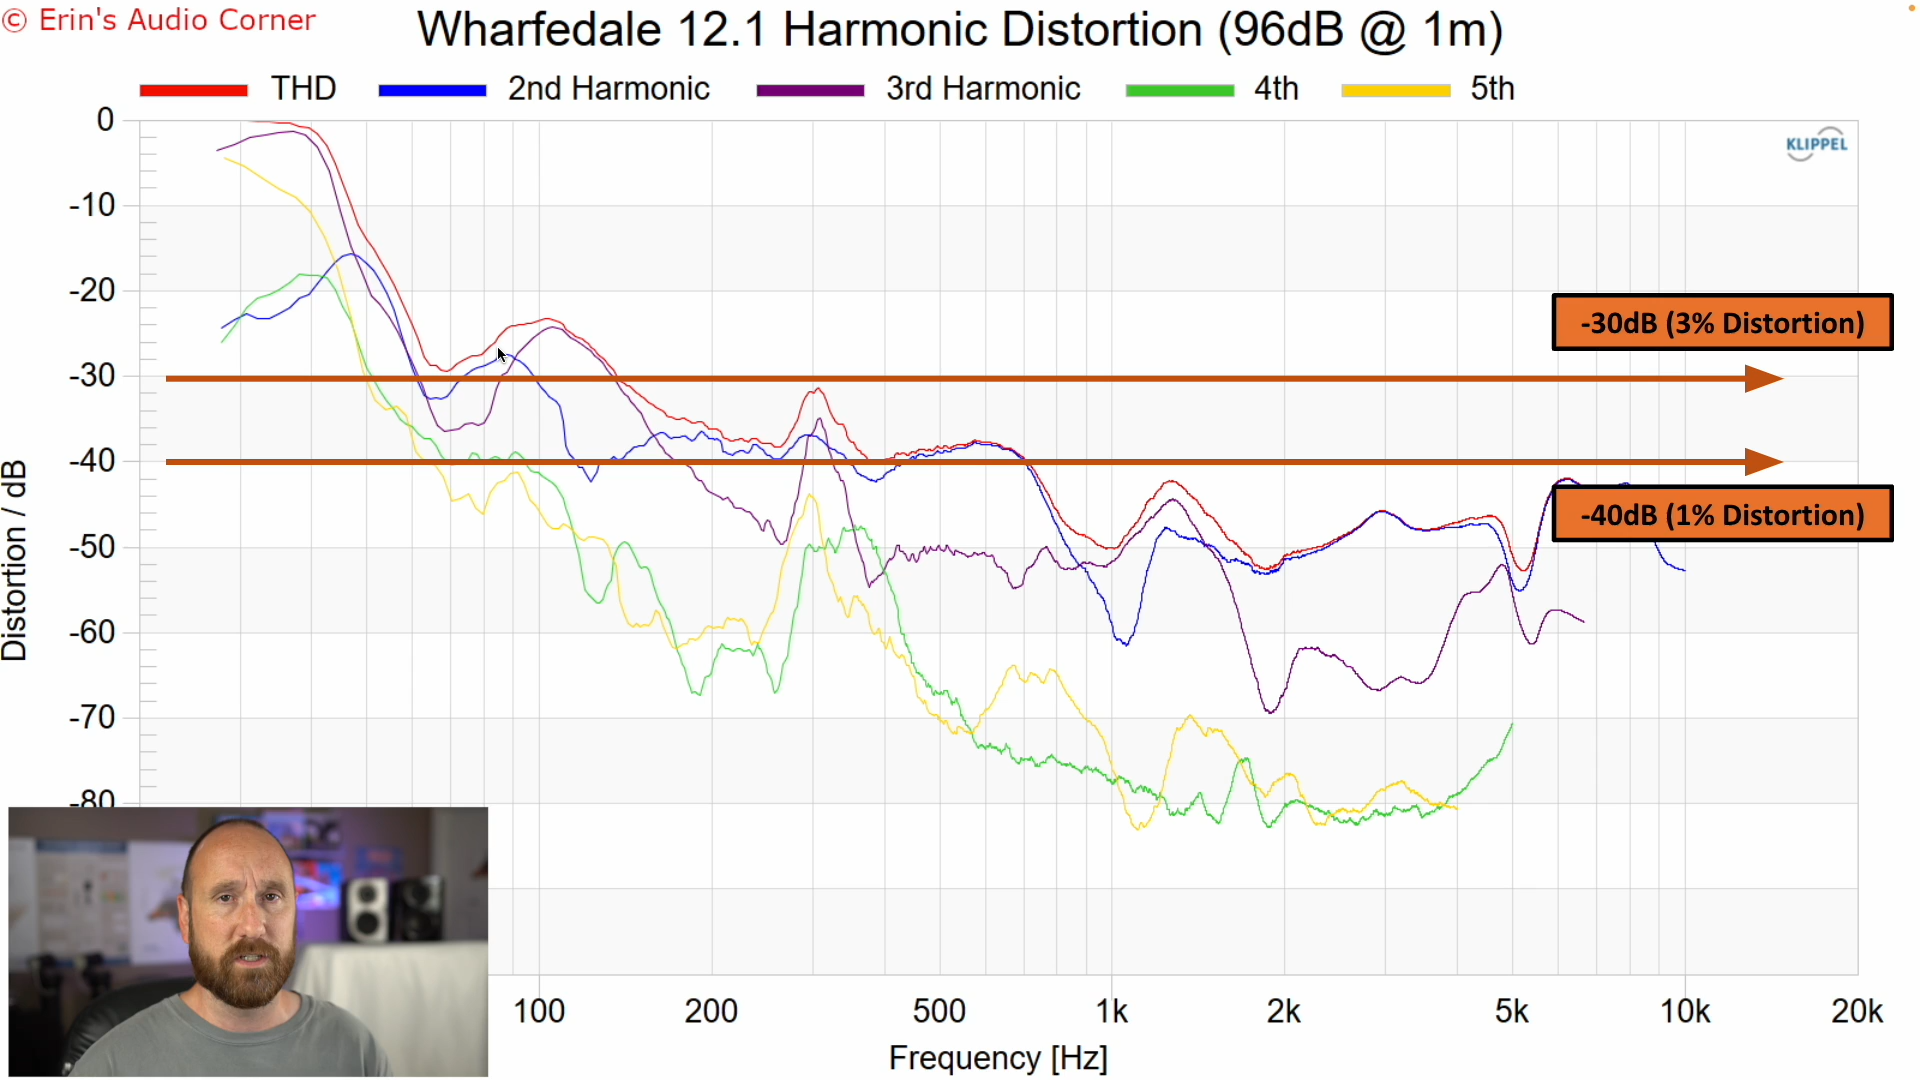 © Erin's Audio Corner
Wharfedale 12.1 Harmonic Distortion (96dB @ 1m)
THD 2nd Harmonic 3rd Harmonic 4th 5th
KLIPPEL
Distortion / dB
0
-10
-20
-30
-40
-50
-60
-70
-80
-30dB (3% Distortion)
-40dB (1% Distortion)
100 200 500 1k 2k 5k 10k 20k
Frequency [Hz]